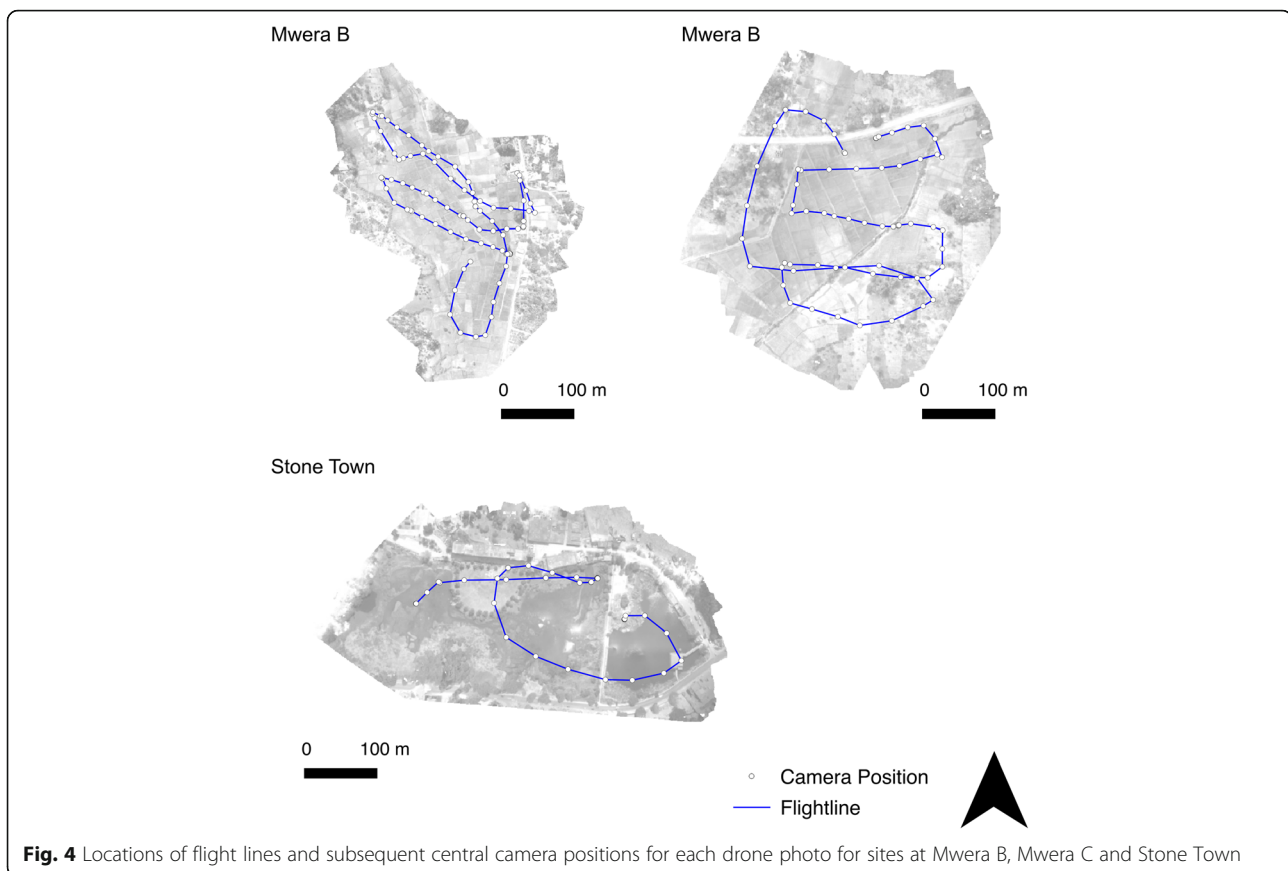 Mwera B
Mwera B
0 100 m
0 100 m
Stone Town
0 100 m
Camera Position
Flightline
Fig. 4 Locations of flight lines and subsequent central camera positions for each drone photo for sites at Mwera B, Mwera C and Stone Town